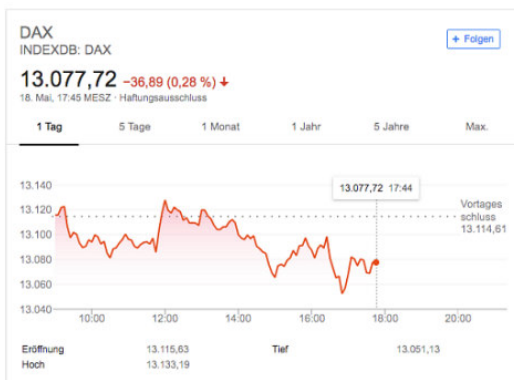 DAX
INDEXDB: DAX
+ Folgen
13.077,72 −36,89 (0,28 %) ↓
18. Mai, 17:45 MESZ · Haftungsausschluss
1 Tag 5 Tage 1 Monat 1 Jahr 5 Jahre Max.
13.077,72 17:44
13.140
13.120
13.100
13.080
13.060
13.040
Vortages
schluss
13.114,61
10:00 12:00 14:00 16:00 18:00 20:00
Eröffnung 13.115,63 Tief 13.051,13
Hoch 13.133,19